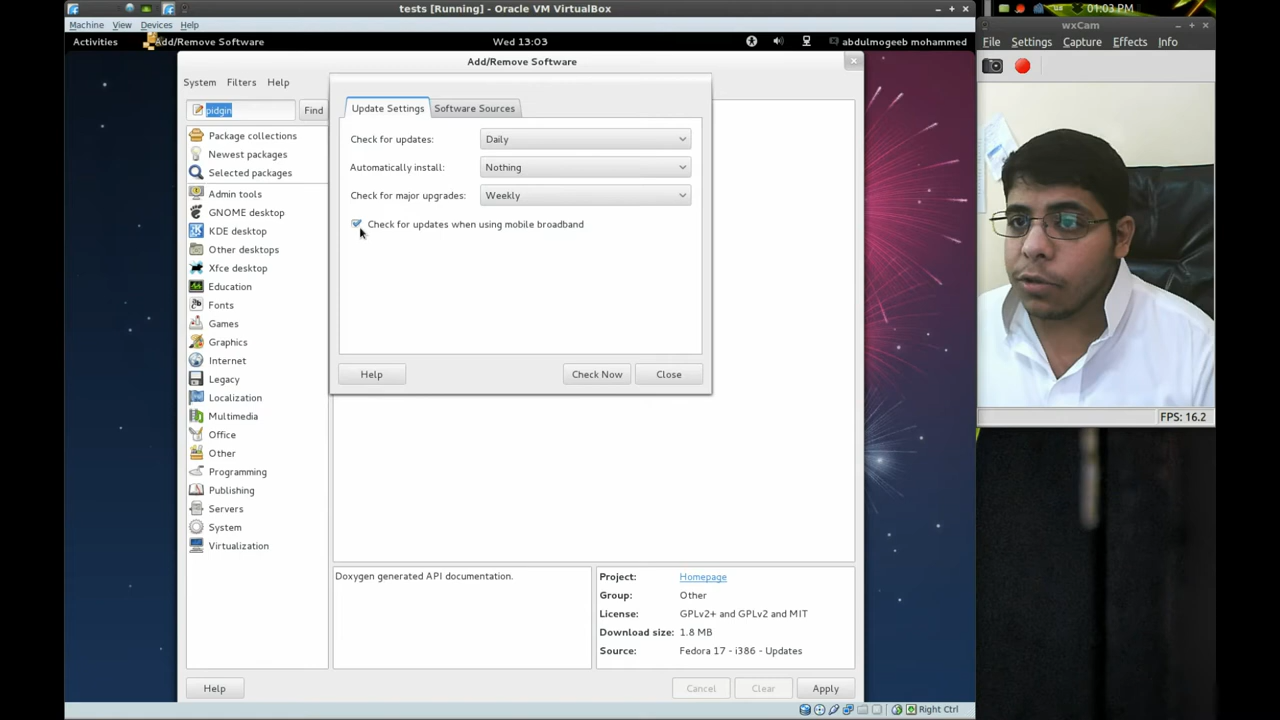 tests [Running] - Oracle VM VirtualBox
Machine View Devices Help
Activities Add/Remove Software Wed 13:03 abdulmogeeb mohammed
Add/Remove Software
System Filters Help
pidgin Find
Package collections
Newest packages
Selected packages
Admin tools
GNOME desktop
KDE desktop
Other desktops
Xfce desktop
Education
Fonts
Games
Graphics
Internet
Legacy
Localization
Multimedia
Office
Other
Programming
Publishing
Servers
System
Virtualization
Update Settings Software Sources
Check for updates: Daily
Automatically install: Nothing
Check for major upgrades: Weekly
Check for updates when using mobile broadband
Help Check Now Close
Doxygen generated API documentation.
Project: Homepage
Group: Other
License: GPLv2+ and GPLv2 and MIT
Download size: 1.8 MB
Source: Fedora 17 - i386 - Updates
Help Cancel Clear Apply
Right Ctrl
01:03 PM
wxCam
File Settings Capture Effects Info
FPS: 16.2